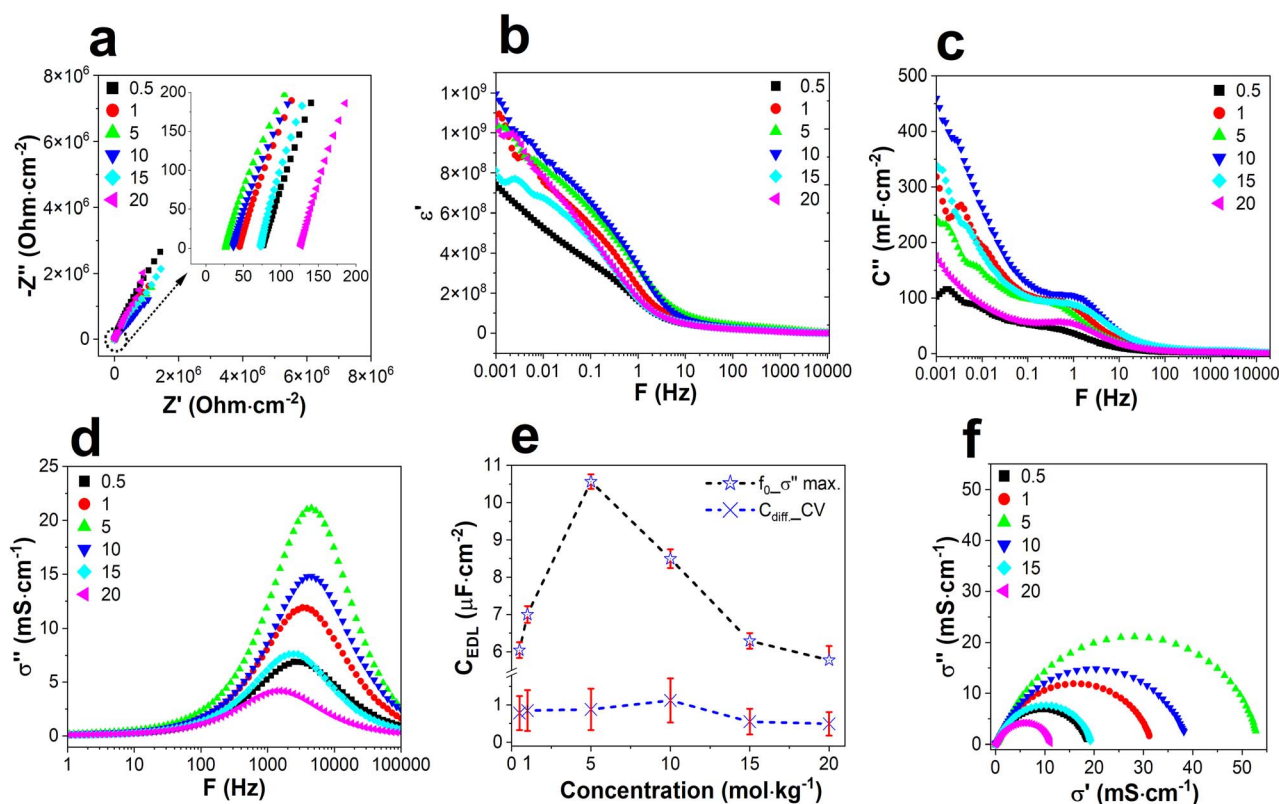 a
8×10⁶
6×10⁶
4×10⁶
2×10⁶
0
-Z'' (Ohm·cm⁻²)
0.5
1
5
10
15
20
200
175
150
125
100
75
50
25
0
0 50 100 150 200
0 2×10⁶ 4×10⁶ 6×10⁶ 8×10⁶
Z' (Ohm·cm⁻²)
b
1×10⁹
1×10⁹
8×10⁸
6×10⁸
4×10⁸
2×10⁸
0
ε'
0.5
1
5
10
15
20
0.001 0.01 0.1 1 10 100 1000 10000
F (Hz)
c
500
400
300
200
100
0
C'' (mF·cm⁻²)
0.5
1
5
10
15
20
0.001 0.01 0.1 1 10 100 1000 10000
F (Hz)
d
25
20
15
10
5
0
σ'' (mS·cm⁻¹)
0.5
1
5
10
15
20
1 10 100 1000 10000 100000
F (Hz)
e
11
10
9
8
7
6
1
0
C_EDL (μF·cm⁻²)
f₀_σ'' max.
C_diff._CV
0 1 5 10 15 20
Concentration (mol·kg⁻¹)
f
50
40
30
20
10
0
σ'' (mS·cm⁻¹)
0.5
1
5
10
15
20
0 10 20 30 40 50
σ' (mS·cm⁻¹)